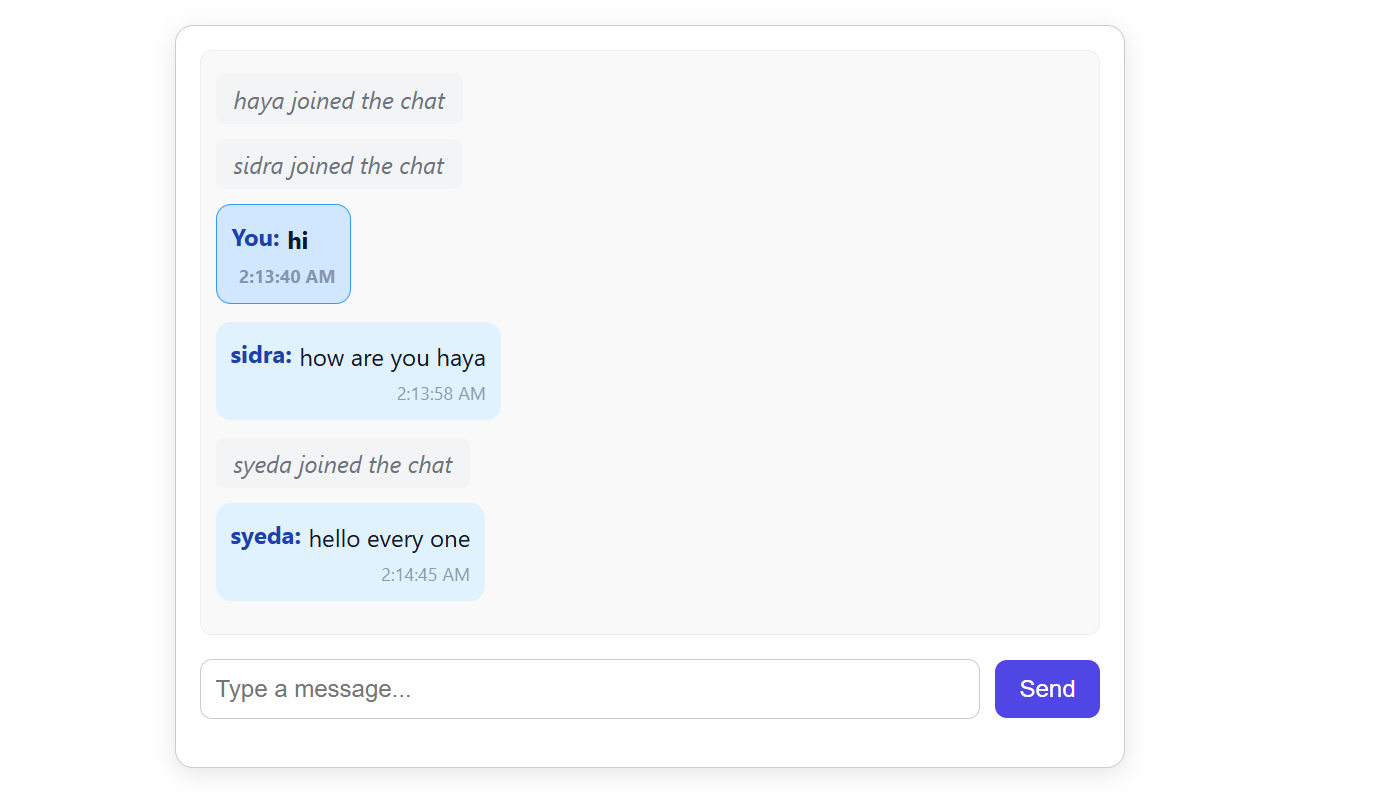 haya joined the chat
sidra joined the chat
You: hi
2:13:40 AM
sidra: how are you haya
2:13:58 AM
syeda joined the chat
syeda: hello every one
2:14:45 AM
Type a message...
Send